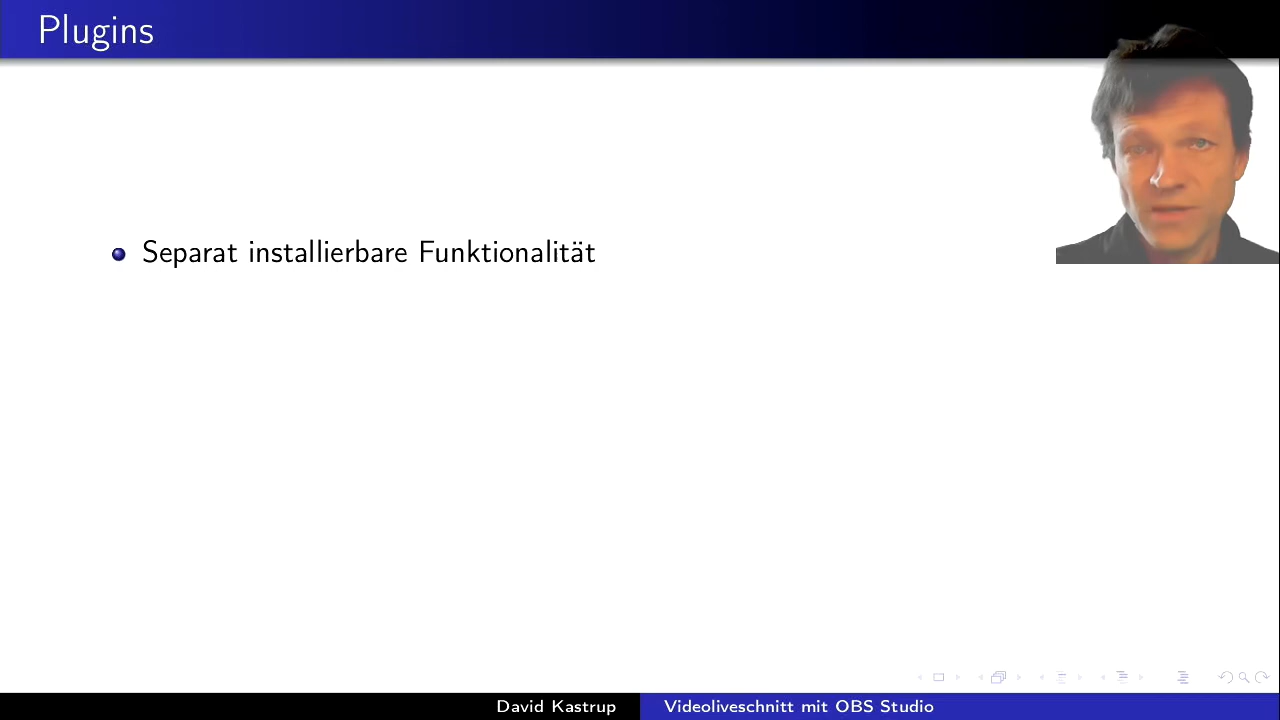 Plugins
Separat installierbare Funktionalität
David Kastrup
Videoliveschnitt mit OBS Studio